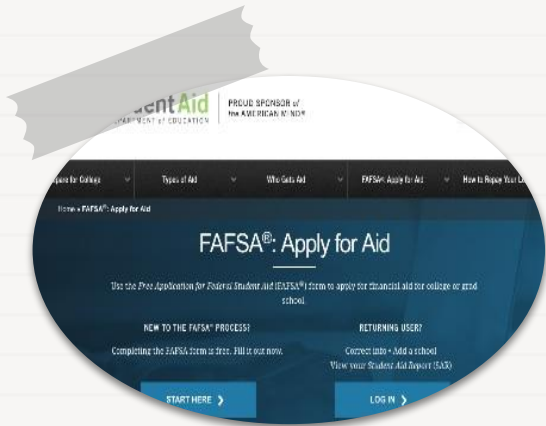 Aid
PROUD SPONSOR of
the AMERICAN MIND®
of EDUCATION
for College
Types of Aid
Who Gets Aid
FAFSA®: Apply for Aid
How to Repay Your
Home » FAFSA®: Apply for Aid
FAFSA®: Apply for Aid
Use the Free Application for Federal Student Aid (FAFSA®) form to apply for financial aid for college or grad
school.
NEW TO THE FAFSA® PROCESS?
Completing the FAFSA form is free. Fill it out now.
START HERE ❯
RETURNING USER?
Correct info • Add a school
View your Student Aid Report (SAR)
LOG IN ❯